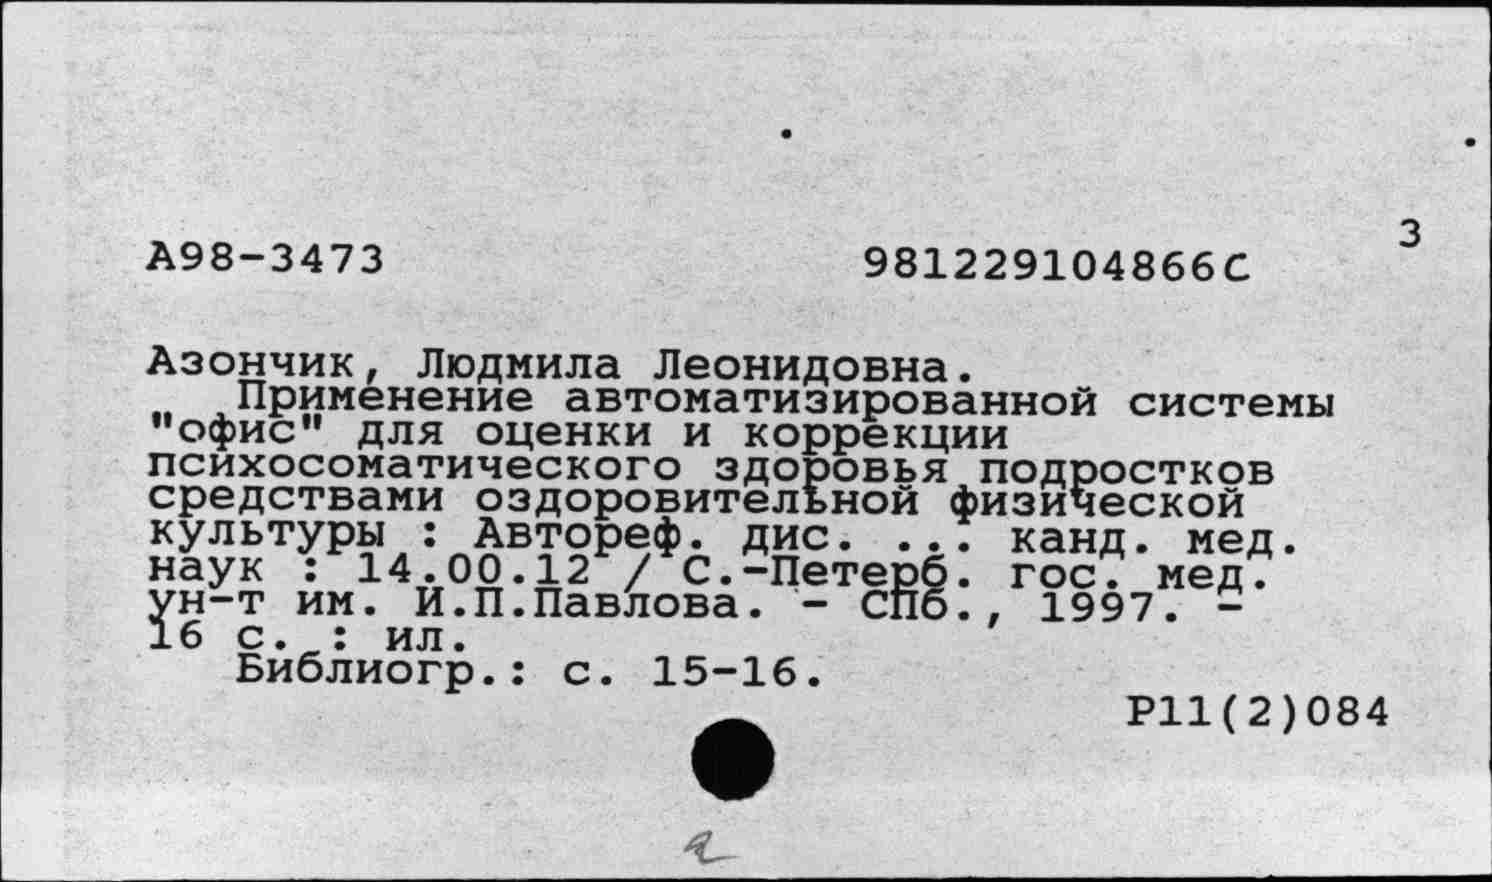 3
А98-3473 981229104866С
Азончик, Людмила Леонидовна.
Применение автоматизированной системы
"офис" для оценки и коррекции
психосоматического здоровья подростков
средствами оздоровительной физической
культуры : Автореф. дис. ... канд. мед.
наук : 14.00.12 / С.-Петерб. гос. мед.
ун-т им. И.П.Павлова. - СПб., 1997. -
16 с. : ил.
Библиогр.: с. 15-16.
Р11(2)084